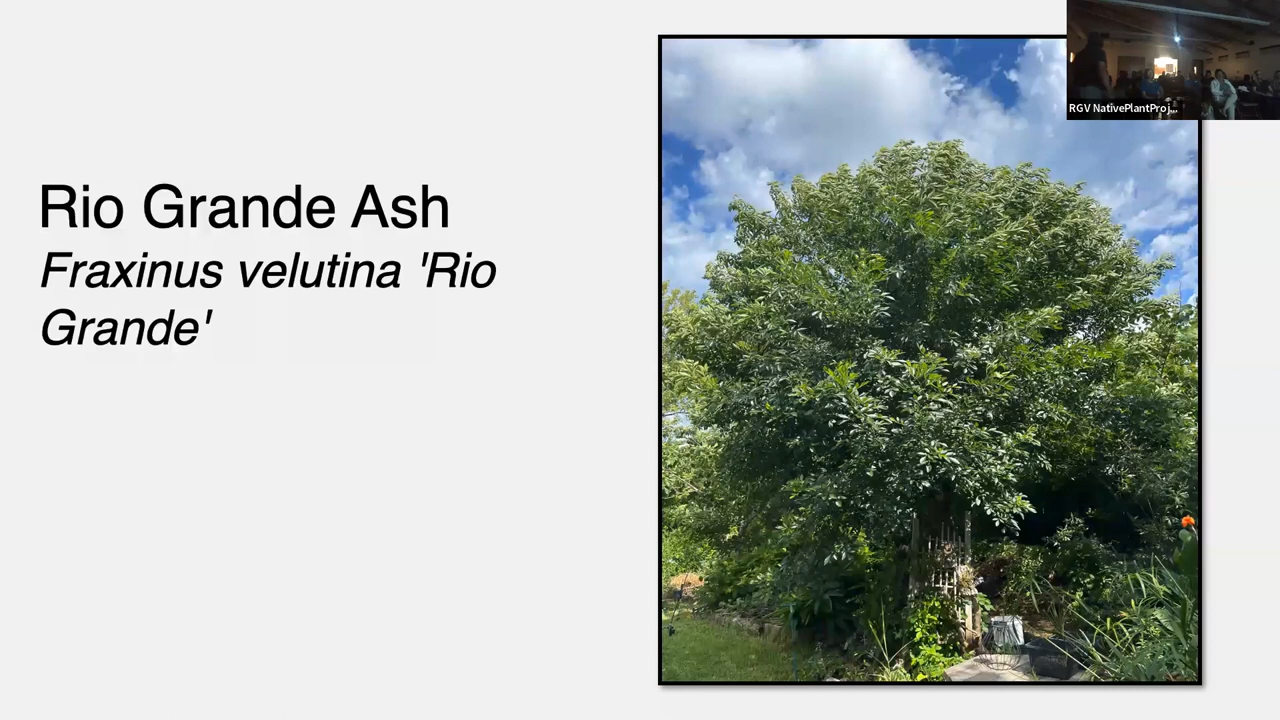 Rio Grande Ash
Fraxinus velutina 'Rio
Grande'
RGV NativePlantProj...